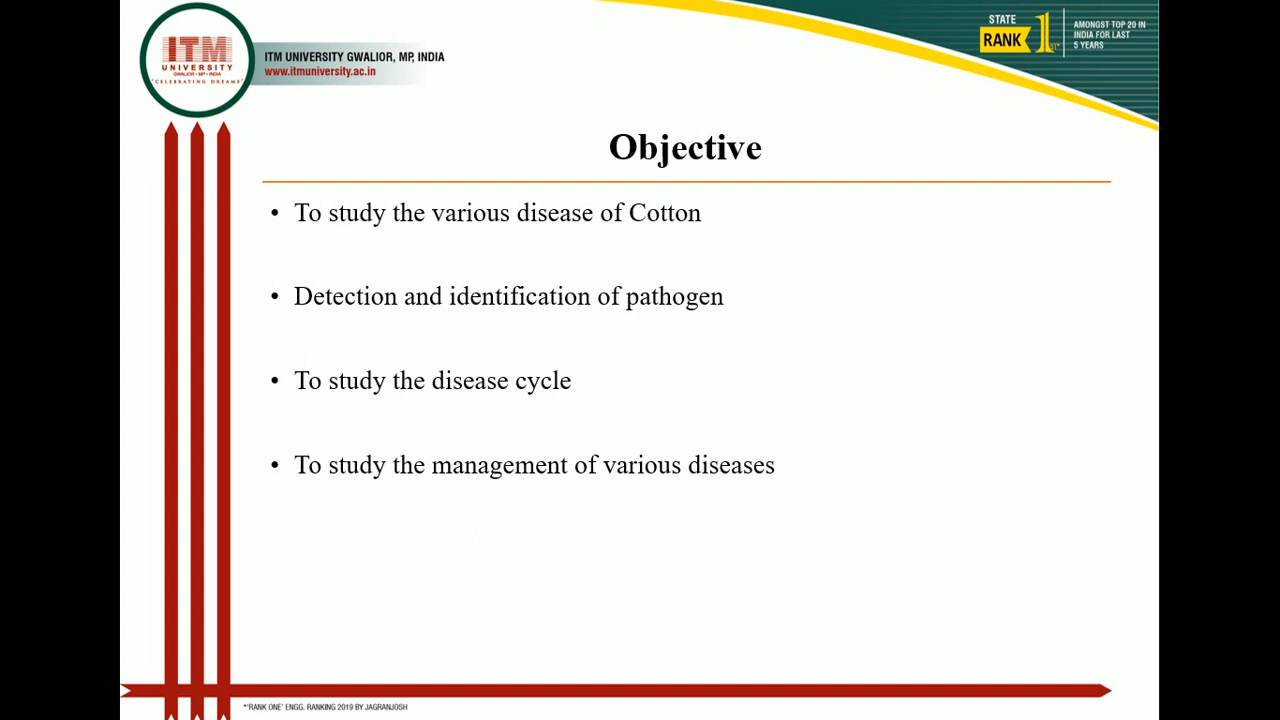 ITM
UNIVERSITY
GWALIOR • MP • INDIA
"CELEBRATING DREAMS"
ITM UNIVERSITY GWALIOR, MP, INDIA
www.itmuniversity.ac.in
STATE
RANK 1ST*
AMONGST TOP 20 IN
INDIA FOR LAST
5 YEARS
Objective
• To study the various disease of Cotton
• Detection and identification of pathogen
• To study the disease cycle
• To study the management of various diseases
*'RANK ONE' ENGG. RANKING 2019 BY JAGRANJOSH